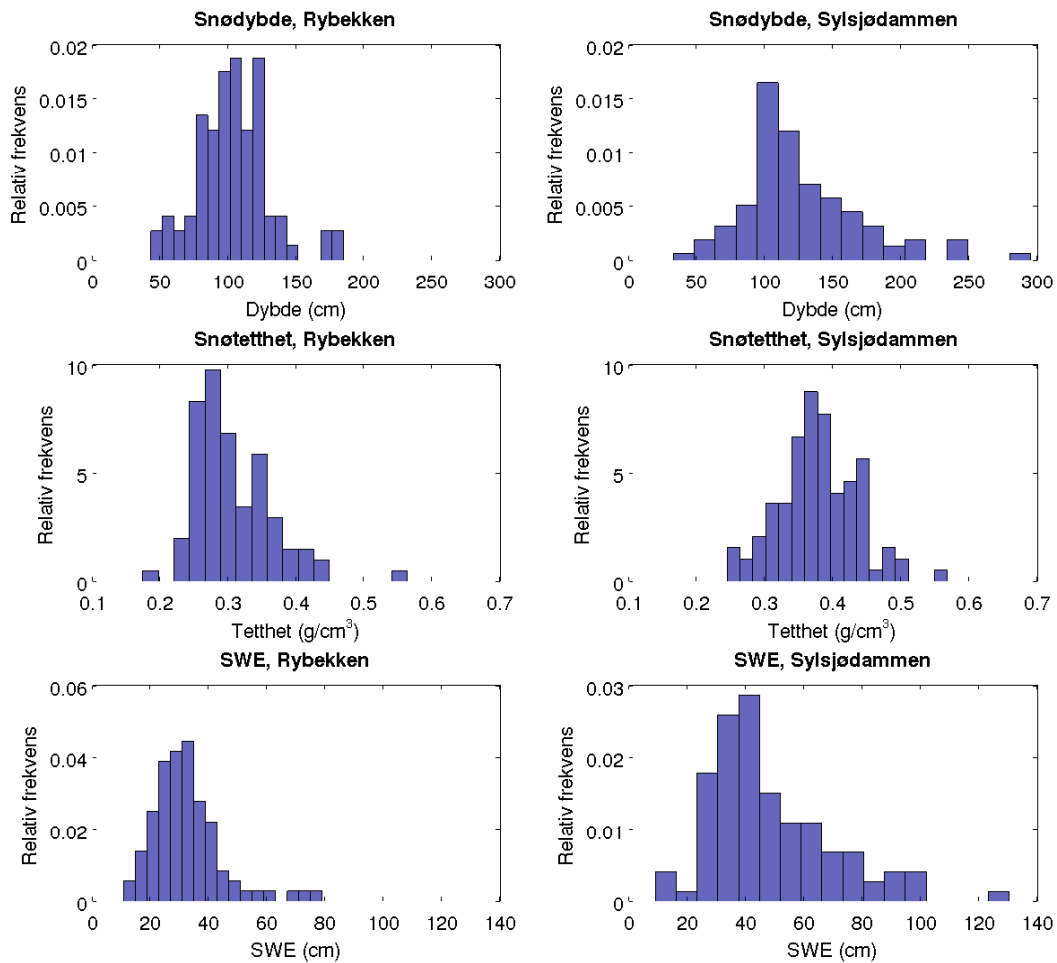 Snødybde, Rybekken
0.02
0.015
0.01
0.005
0
Relativ frekvens
0 50 100 150 200 250 300
Dybde (cm)
Snødybde, Sylsjødammen
0.02
0.015
0.01
0.005
0
Relativ frekvens
0 50 100 150 200 250 300
Dybde (cm)
Snøtetthet, Rybekken
10
5
0
Relativ frekvens
0.1 0.2 0.3 0.4 0.5 0.6 0.7
Tetthet (g/cm³)
Snøtetthet, Sylsjødammen
10
5
0
Relativ frekvens
0.1 0.2 0.3 0.4 0.5 0.6 0.7
Tetthet (g/cm³)
SWE, Rybekken
0.06
0.04
0.02
0
Relativ frekvens
0 20 40 60 80 100 120 140
SWE (cm)
SWE, Sylsjødammen
0.03
0.02
0.01
0
Relativ frekvens
0 20 40 60 80 100 120 140
SWE (cm)